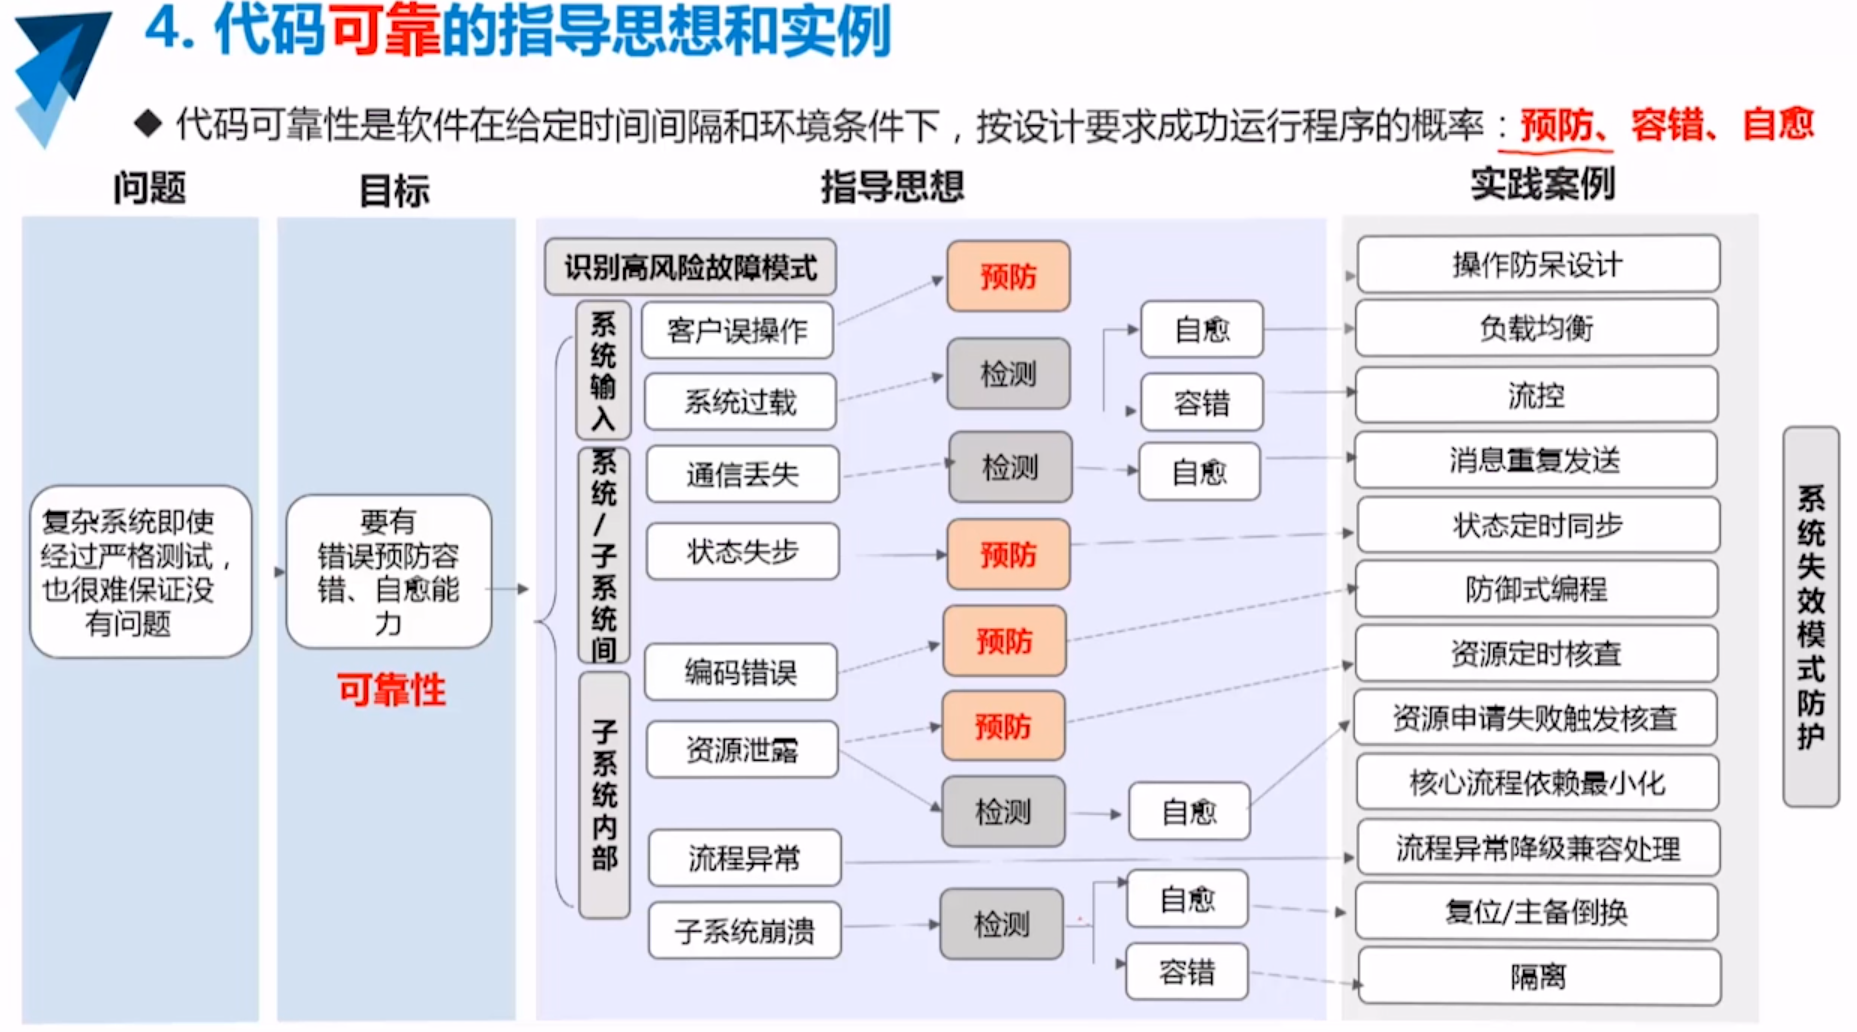 4. 代码可靠的指导思想和实例
◆ 代码可靠性是软件在给定时间间隔和环境条件下，按设计要求成功运行程序的概率：预防、容错、自愈
问题
目标
指导思想
实践案例
复杂系统即使
经过严格测试，
也很难保证没
有问题
要有
错误预防容
错、自愈能
力
可靠性
识别高风险故障模式
系统输入
客户误操作
系统过载
系统/子系统间
通信丢失
状态失步
子系统内部
编码错误
资源泄露
流程异常
子系统崩溃
预防
检测
检测
预防
预防
预防
检测
检测
自愈
容错
自愈
自愈
自愈
容错
操作防呆设计
负载均衡
流控
消息重复发送
状态定时同步
防御式编程
资源定时核查
资源申请失败触发核查
核心流程依赖最小化
流程异常降级兼容处理
复位/主备倒换
隔离
系统失效模式防护